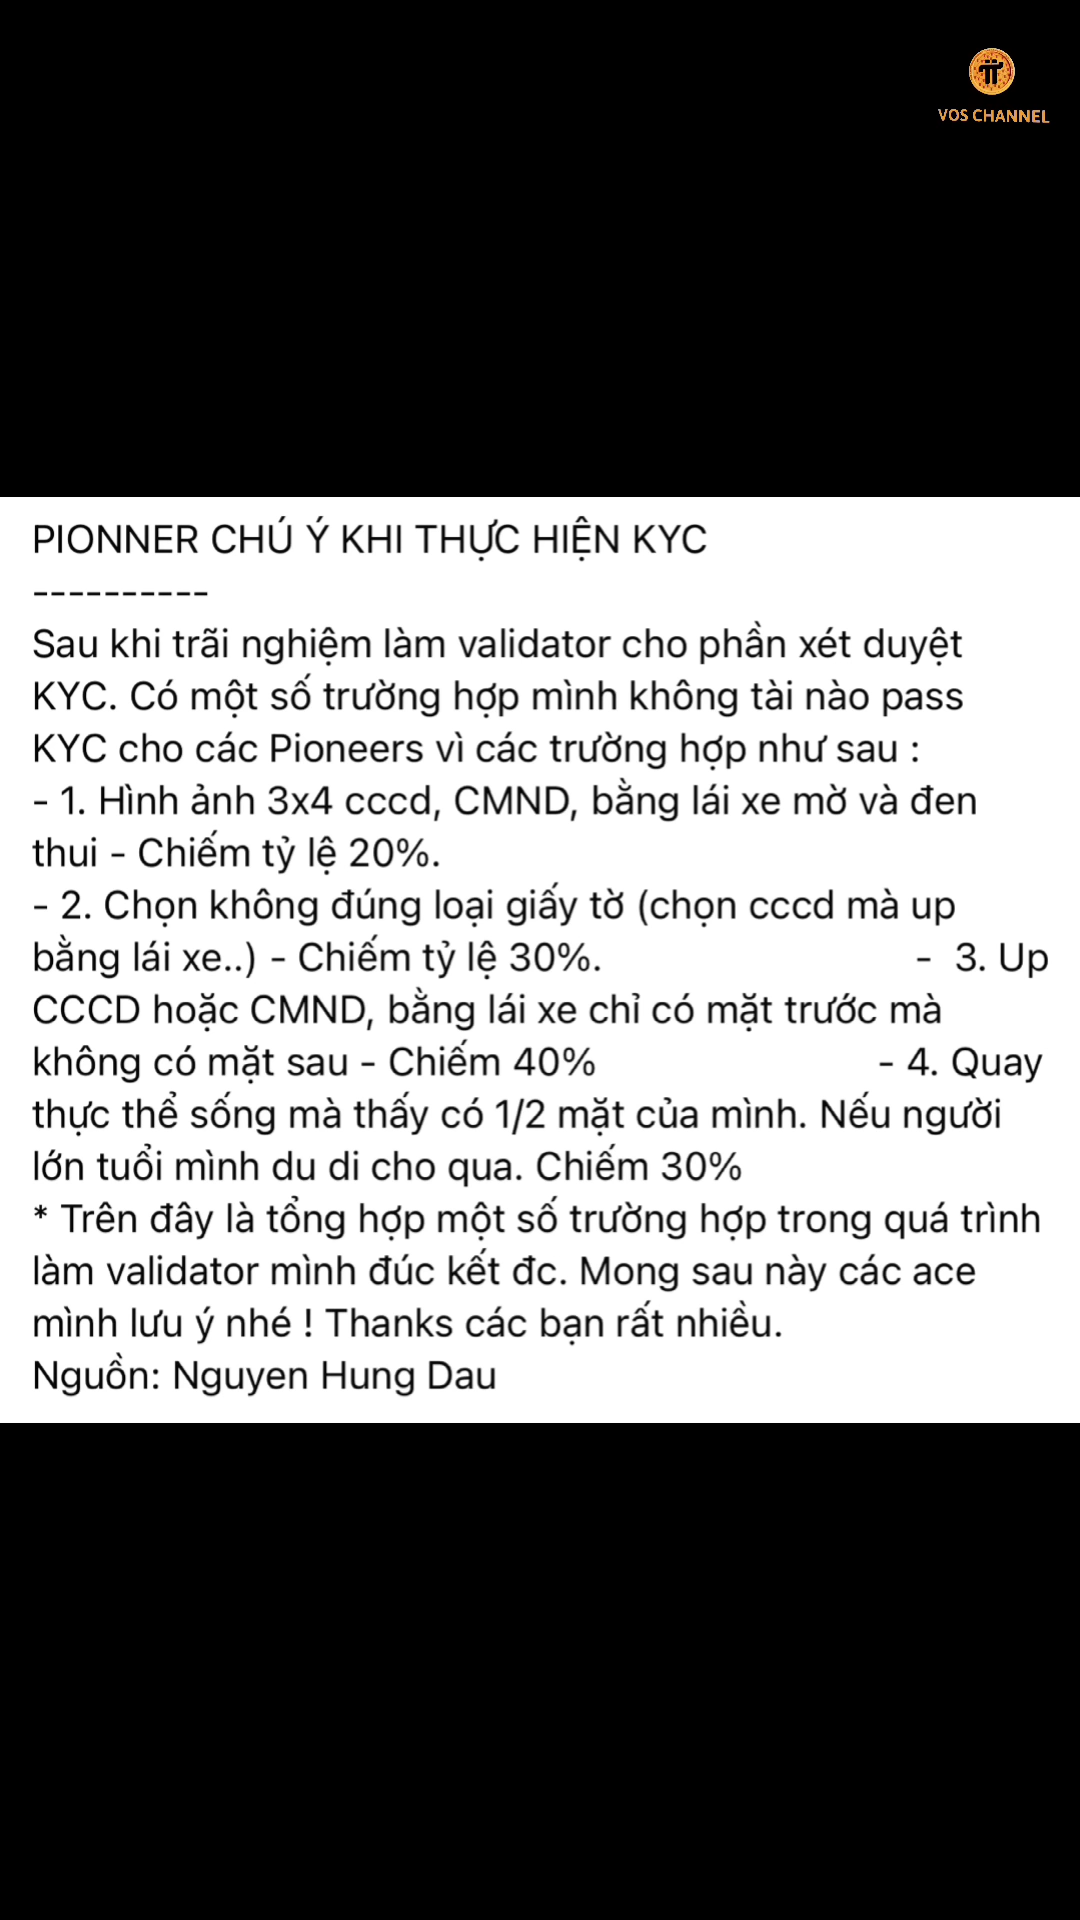 VOS CHANNEL
PIONNER CHÚ Ý KHI THỰC HIỆN KYC
----------
Sau khi trãi nghiệm làm validator cho phần xét duyệt
KYC. Có một số trường hợp mình không tài nào pass
KYC cho các Pioneers vì các trường hợp như sau :
- 1. Hình ảnh 3x4 cccd, CMND, bằng lái xe mờ và đen
thui - Chiếm tỷ lệ 20%.
- 2. Chọn không đúng loại giấy tờ (chọn cccd mà up
bằng lái xe..) - Chiếm tỷ lệ 30%. - 3. Up
CCCD hoặc CMND, bằng lái xe chỉ có mặt trước mà
không có mặt sau - Chiếm 40% - 4. Quay
thực thể sống mà thấy có 1/2 mặt của mình. Nếu người
lớn tuổi mình du di cho qua. Chiếm 30%
* Trên đây là tổng hợp một số trường hợp trong quá trình
làm validator mình đúc kết đc. Mong sau này các ace
mình lưu ý nhé ! Thanks các bạn rất nhiều.
Nguồn: Nguyen Hung Dau